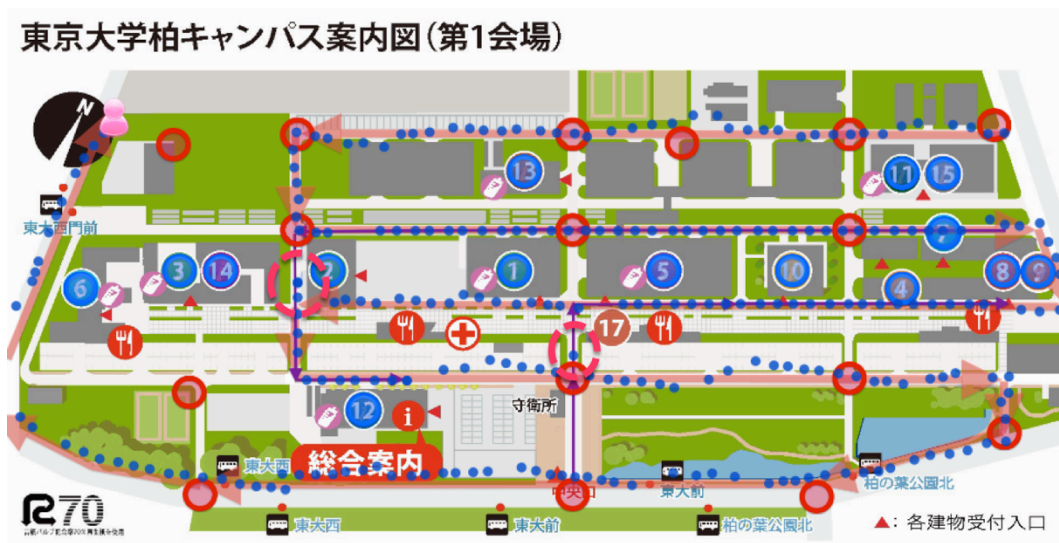 東京大学柏キャンパス案内図(第1会場)
N
13
11
15
東大西門前
7
6
3
14
2
1
5
10
4
8
9
17
12
i
守衛所
総合案内
東大西
中央口
東大前
柏の葉公園北
R70
東大西
東大前
柏の葉公園北
▲: 各建物受付入口